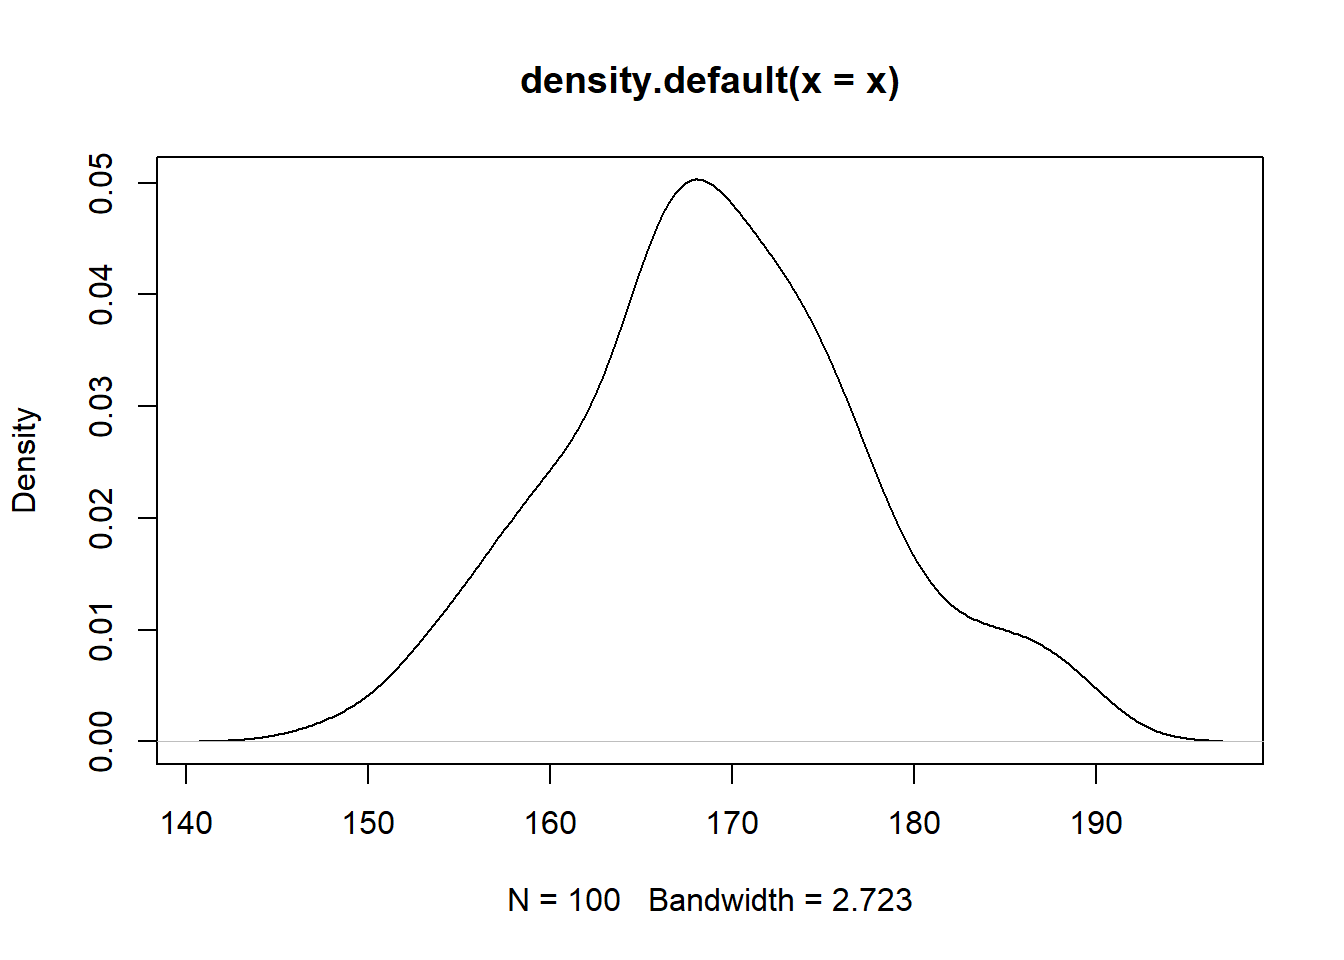 density.default(x = x)
Density
0.05
0.04
0.03
0.02
0.01
0.00
140 150 160 170 180 190
N = 100   Bandwidth = 2.723